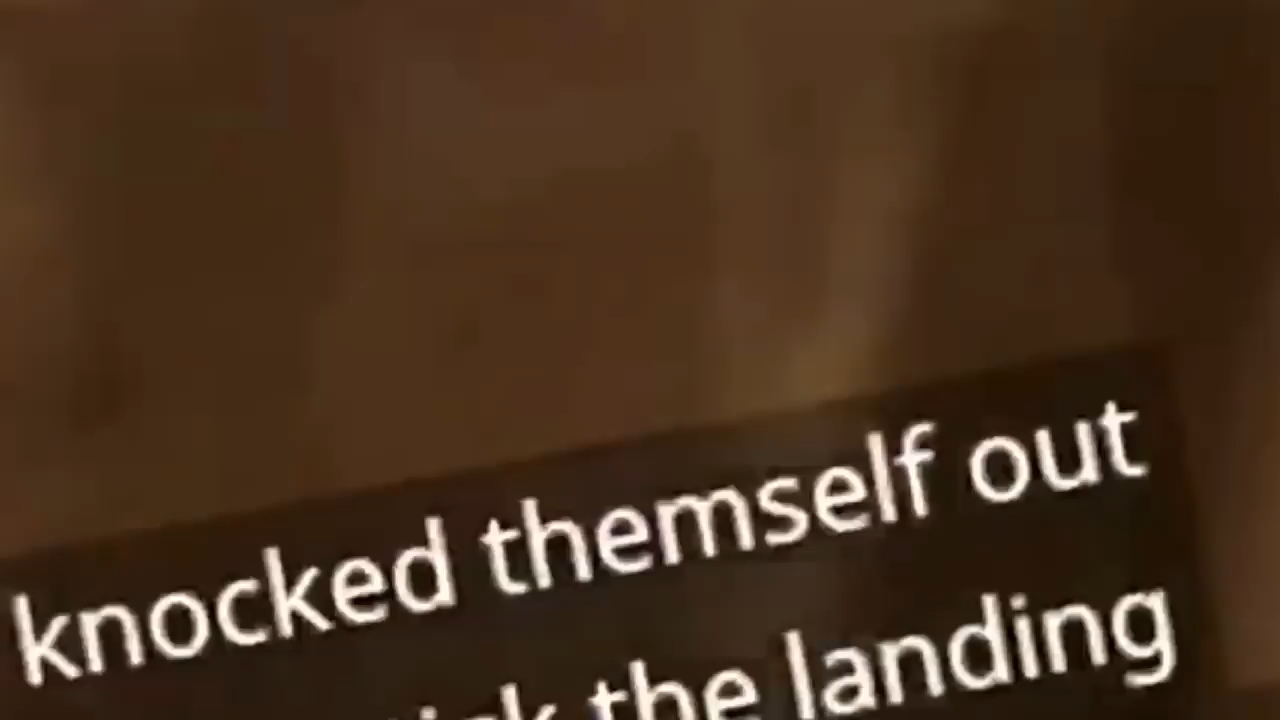 knocked themself out
the landing